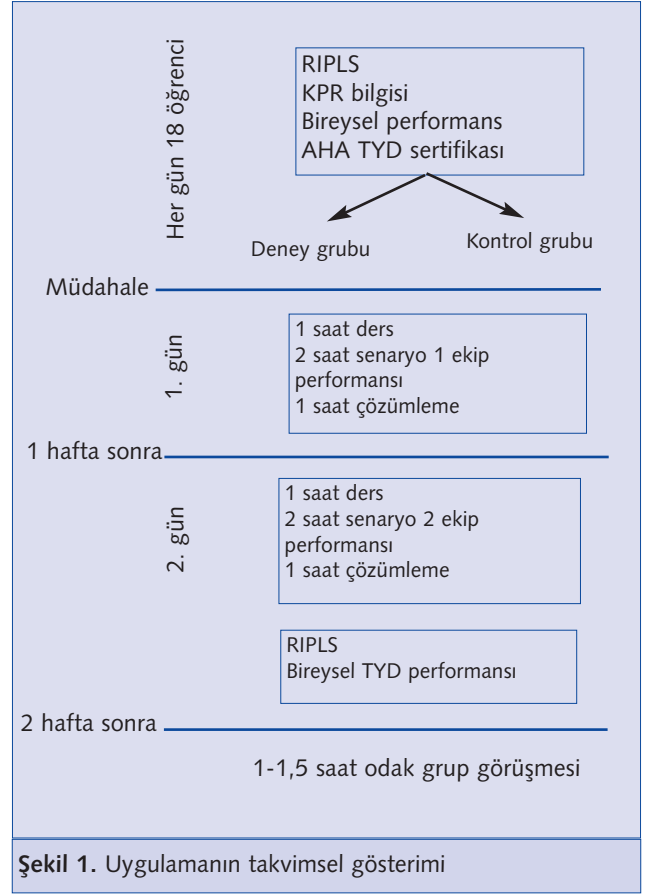 Her gün 18 öğrenci
RIPLS
KPR bilgisi
Bireysel performans
AHA TYD sertifikası
Deney grubu
Kontrol grubu
Müdahale
1. gün
1 saat ders
2 saat senaryo 1 ekip
performansı
1 saat çözümleme
1 hafta sonra
2. gün
1 saat ders
2 saat senaryo 2 ekip
performansı
1 saat çözümleme
RIPLS
Bireysel TYD performansı
2 hafta sonra
1-1,5 saat odak grup görüşmesi
Şekil 1. Uygulamanın takvimsel gösterimi